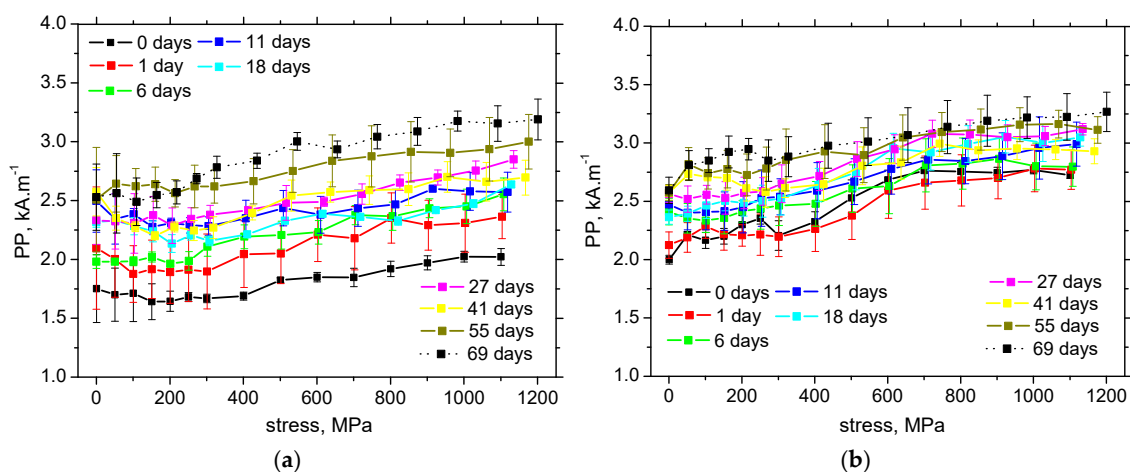 4.0
3.5
3.0
2.5
2.0
1.5
1.0
PP, kA.m⁻¹
0 days
1 day
6 days
11 days
18 days
27 days
41 days
55 days
69 days
0 200 400 600 800 1000 1200
stress, MPa
(a)
4.0
3.5
3.0
2.5
2.0
1.5
1.0
PP, kA.m⁻¹
0 days
1 day
6 days
11 days
18 days
27 days
41 days
55 days
69 days
0 200 400 600 800 1000 1200
stress, MPa
(b)